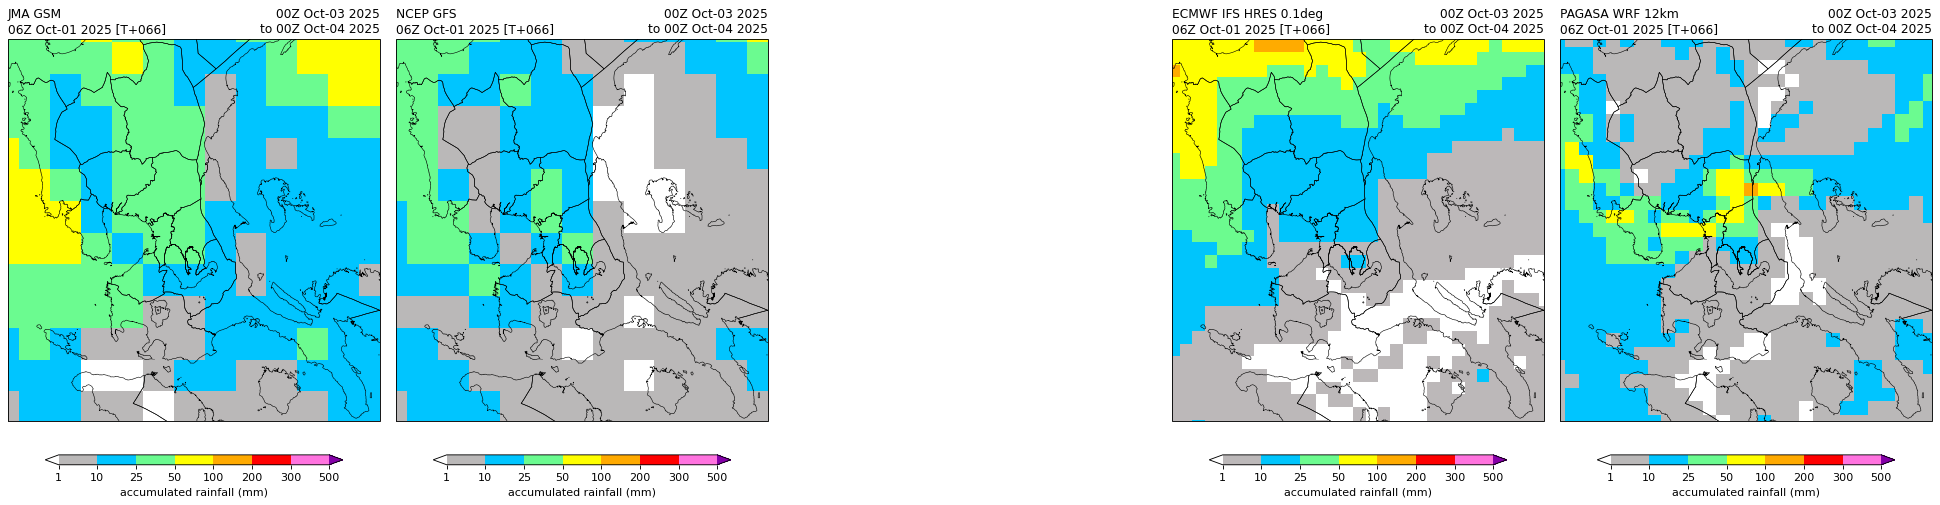 JMA GSM 00Z Oct-03 2025
06Z Oct-01 2025 [T+066] to 00Z Oct-04 2025
1 10 25 50 100 200 300 500
accumulated rainfall (mm)
NCEP GFS 00Z Oct-03 2025
06Z Oct-01 2025 [T+066] to 00Z Oct-04 2025
1 10 25 50 100 200 300 500
accumulated rainfall (mm)
ECMWF IFS HRES 0.1deg 00Z Oct-03 2025
06Z Oct-01 2025 [T+066] to 00Z Oct-04 2025
1 10 25 50 100 200 300 500
accumulated rainfall (mm)
PAGASA WRF 12km 00Z Oct-03 2025
06Z Oct-01 2025 [T+066] to 00Z Oct-04 2025
1 10 25 50 100 200 300 500
accumulated rainfall (mm)